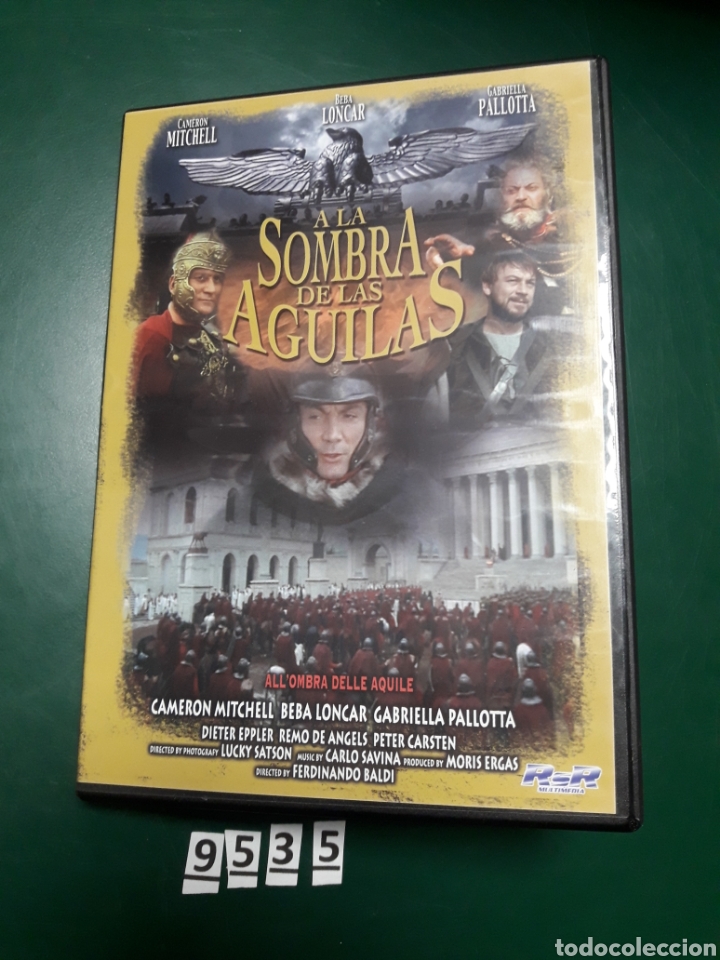 CAMERON
MITCHELL
BEBA
LONCAR
GABRIELLA
PALLOTTA
A LA
SOMBRA
DE LAS
AGUILAS
ALL'OMBRA DELLE AQUILE
CAMERON MITCHELL BEBA LONCAR GABRIELLA PALLOTTA
DIETER EPPLER REMO DE ANGELS PETER CARSTEN
DIRECTED BY PHOTOGRAFY LUCKY SATSON MUSIC BY CARLO SAVINA PRODUCED BY MORIS ERGAS
DIRECTED BY FERDINANDO BALDI
RSR
MULTIMEDIA
9535
todocoleccion